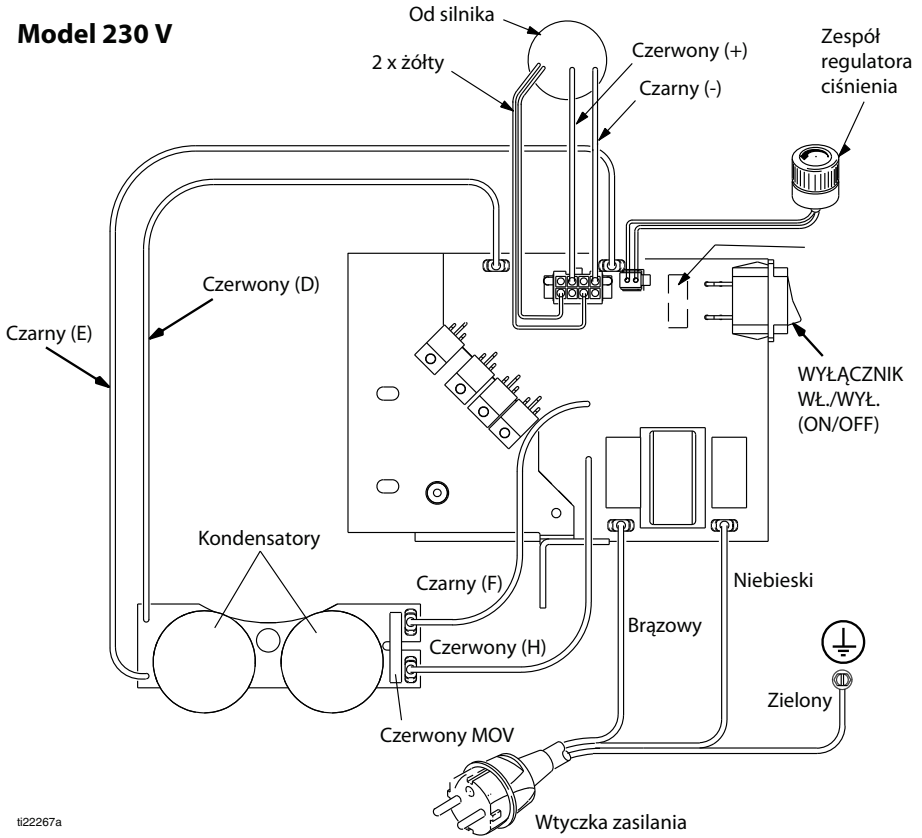 Model 230 V
Od silnika
2 x żółty
Czerwony (+)
Czarny (-)
Zespół
regulatora
ciśnienia
Czerwony (D)
Czarny (E)
WYŁĄCZNIK
WŁ./WYŁ.
(ON/OFF)
Kondensatory
Czarny (F)
Niebieski
Brązowy
Czerwony (H)
Zielony
Czerwony MOV
Wtyczka zasilania
ti22267a